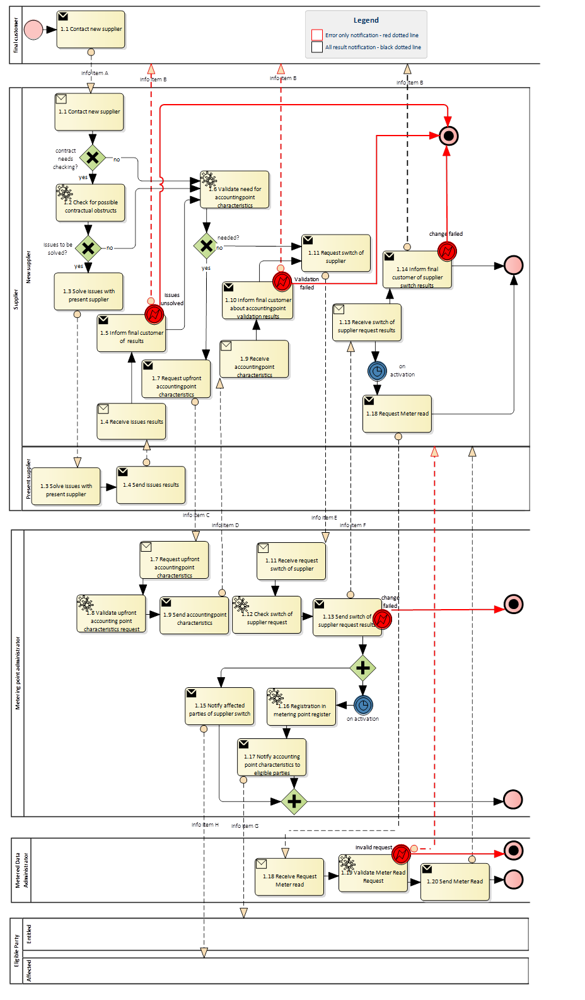 final customer
1.1 Contact new supplier
Legend
Error only notification - red dotted line
All result notification - black dotted line
info item A
info item B
info item B
info item B
Supplier
New supplier
1.1 Contact new supplier
contract
needs
checking?
no
yes
1.2 Check for possible
contractual obstructs
1.6 Validate need for
accountingpoint
characteristics
issues to be
solved?
no
yes
needed?
no
yes
change failed
1.11 Request switch of
supplier
1.14 Inform final
customer of supplier
switch results
1.3 Solve issues with
present supplier
issues
unsolved
Validation
failed
1.10 Inform final customer
about accountingpoint
validation results
1.5 Inform final customer
of results
1.13 Receive switch of
supplier request results
1.9 Receive
accountingpoint
characteristics
on
activation
1.7 Request upfront
accountingpoint
characteristics
1.4 Receive issues results
1.18 Request Meter read
Present supplier
1.3 Solve issues with
present supplier
1.4 Send issues results
info item C
info item D
info item E
info item F
Metering point administrator
1.7 Request upfront
accountingpoint
characteristics
1.11 Receive request
switch of supplier
1.8 Validate upfront
accounting point
characteristics request
1.9 Send accountingpoint
characteristics
1.12 Check switch of
supplier request
1.13 Send switch of
supplier request results
change
failed
1.15 Notify affected
parties of supplier switch
1.16 Registration in
metering point register
on activation
1.17 Notify accounting
point characteristics to
eligible parties
info item H
info item G
Metered Data
Administrator
invalid request
1.18 Receive Request
Meter read
1.19 Validate Meter Read
Request
1.20 Send Meter Read
Eligible Party
Entitled
Affected